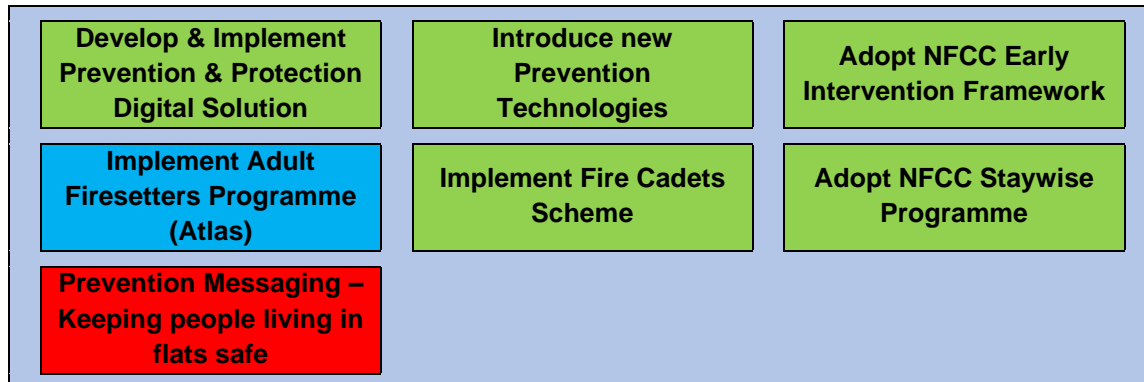 Develop & Implement
Prevention & Protection
Digital Solution
Introduce new
Prevention
Technologies
Adopt NFCC Early
Intervention Framework
Implement Adult
Firesetters Programme
(Atlas)
Implement Fire Cadets
Scheme
Adopt NFCC Staywise
Programme
Prevention Messaging –
Keeping people living in
flats safe